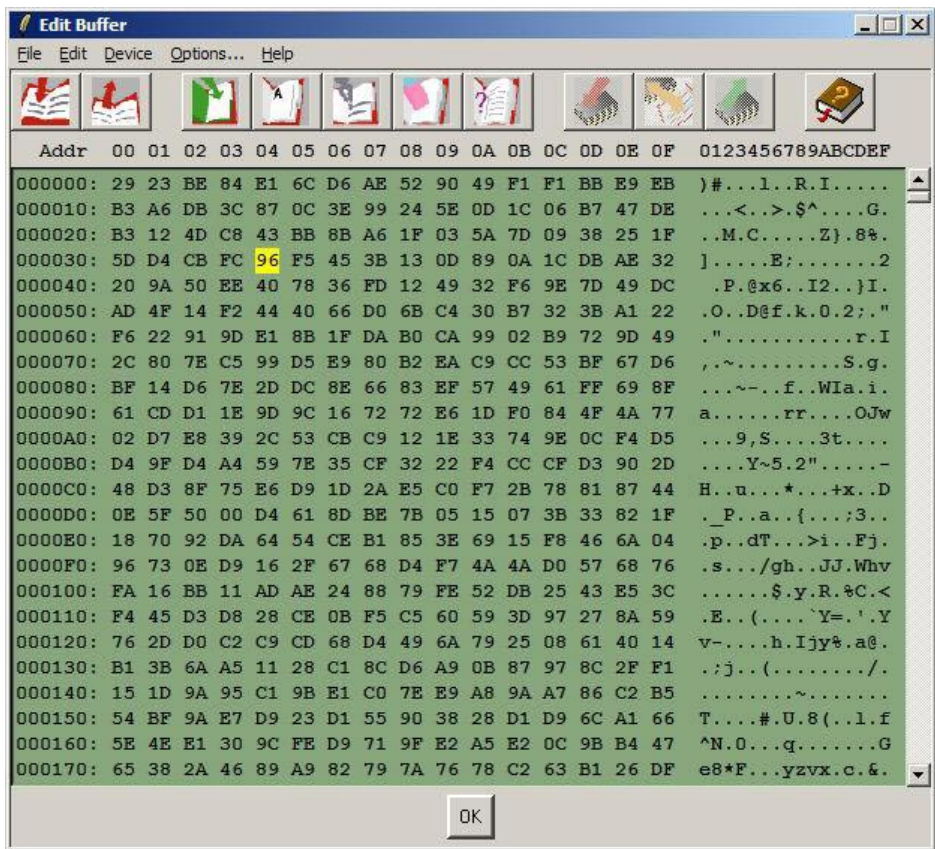 Edit Buffer
File Edit Device Options... Help
Addr 00 01 02 03 04 05 06 07 08 09 0A 0B 0C 0D 0E 0F 0123456789ABCDEF
000000: 29 23 BE 84 E1 6C D6 AE 52 90 49 F1 F1 BB E9 EB )#...l..R.I.....
000010: B3 A6 DB 3C 87 0C 3E 99 24 5E 0D 1C 06 B7 47 DE ...<..>.$^....G.
000020: B3 12 4D C8 43 BB 8B A6 1F 03 5A 7D 09 38 25 1F ..M.C.....Z}.8%.
000030: 5D D4 CB FC 96 F5 45 3B 13 0D 89 0A 1C DB AE 32 ].....E;.......2
000040: 20 9A 50 EE 40 78 36 FD 12 49 32 F6 9E 7D 49 DC .P.@x6..I2..}I.
000050: AD 4F 14 F2 44 40 66 D0 6B C4 30 B7 32 3B A1 22 .O..D@f.k.0.2;."
000060: F6 22 91 9D E1 8B 1F DA B0 CA 99 02 B9 72 9D 49 ."...........r.I
000070: 2C 80 7E C5 99 D5 E9 80 B2 EA C9 CC 53 BF 67 D6 ,.~.........S.g.
000080: BF 14 D6 7E 2D DC 8E 66 83 EF 57 49 61 FF 69 8F ...~-..f..WIa.i.
000090: 61 CD D1 1E 9D 9C 16 72 72 E6 1D F0 84 4F 4A 77 a......rr....OJw
0000A0: 02 D7 E8 39 2C 53 CB C9 12 1E 33 74 9E 0C F4 D5 ...9,S....3t....
0000B0: D4 9F D4 A4 59 7E 35 CF 32 22 F4 CC CF D3 90 2D ....Y~5.2".....-
0000C0: 48 D3 8F 75 E6 D9 1D 2A E5 C0 F7 2B 78 81 87 44 H..u...*...+x..D
0000D0: 0E 5F 50 00 D4 61 8D BE 7B 05 15 07 3B 33 82 1F ._P..a..{...;3..
0000E0: 18 70 92 DA 64 54 CE B1 85 3E 69 15 F8 46 6A 04 .p..dT...>i..Fj.
0000F0: 96 73 0E D9 16 2F 67 68 D4 F7 4A 4A D0 57 68 76 .s.../gh..JJ.Whv
000100: FA 16 BB 11 AD AE 24 88 79 FE 52 DB 25 43 E5 3C ......$.y.R.%C.<
000110: F4 45 D3 D8 28 CE 0B F5 C5 60 59 3D 97 27 8A 59 .E..(....`Y=.'.Y
000120: 76 2D D0 C2 C9 CD 68 D4 49 6A 79 25 08 61 40 14 v-....h.Ijy%.a@.
000130: B1 3B 6A A5 11 28 C1 8C D6 A9 0B 87 97 8C 2F F1 .;j..(......../.
000140: 15 1D 9A 95 C1 9B E1 C0 7E E9 A8 9A A7 86 C2 B5 ........~.......
000150: 54 BF 9A E7 D9 23 D1 55 90 38 28 D1 D9 6C A1 66 T....#.U.8(..l.f
000160: 5E 4E E1 30 9C FE D9 71 9F E2 A5 E2 0C 9B B4 47 ^N.0...q.......G
000170: 65 38 2A 46 89 A9 82 79 7A 76 78 C2 63 B1 26 DF e8*F...yzvx.c.&.
OK